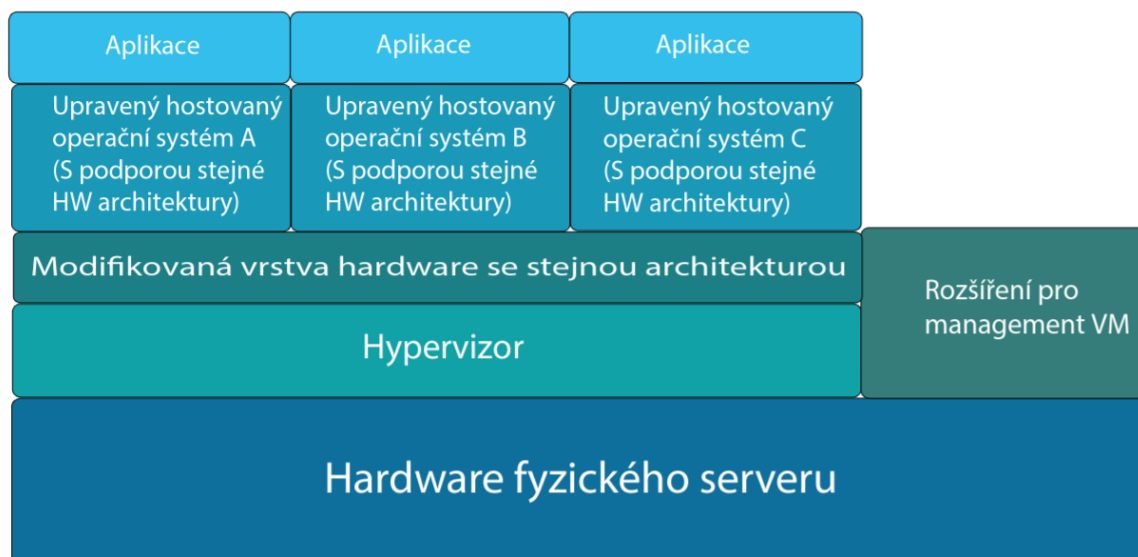 Aplikace
Aplikace
Aplikace
Upravený hostovaný
operační systém A
(S podporou stejné
HW architektury)
Upravený hostovaný
operační systém B
(S podporou stejné
HW architektury)
Upravený hostovaný
operační systém C
(S podporou stejné
HW architektury)
Modifikovaná vrstva hardware se stejnou architekturou
Rozšíření pro
management VM
Hypervizor
Hardware fyzického serveru